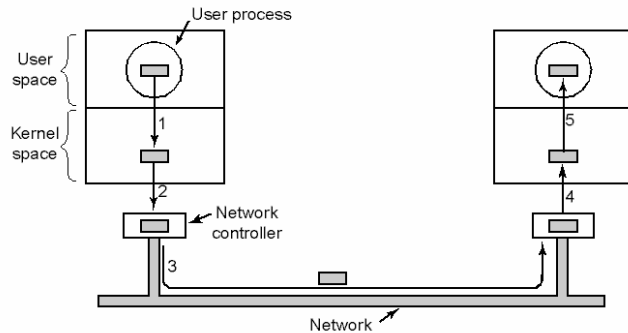 User process
User
space
1
5
Kernel
space
2
4
Network
controller
3
Network